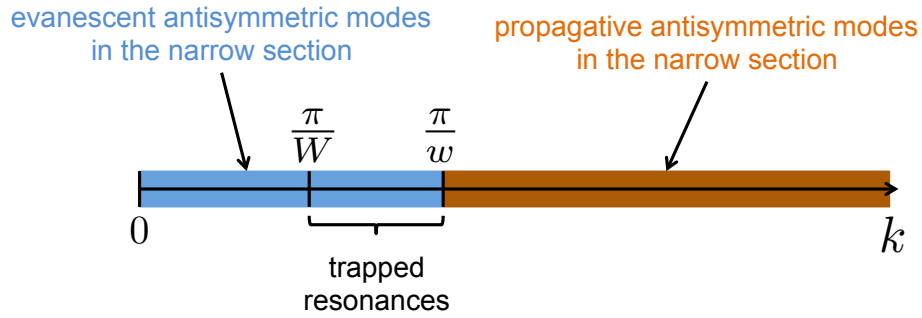 evanescent antisymmetric modes
in the narrow section
propagative antisymmetric modes
in the narrow section
π/W
π/w
0
k
trapped
resonances